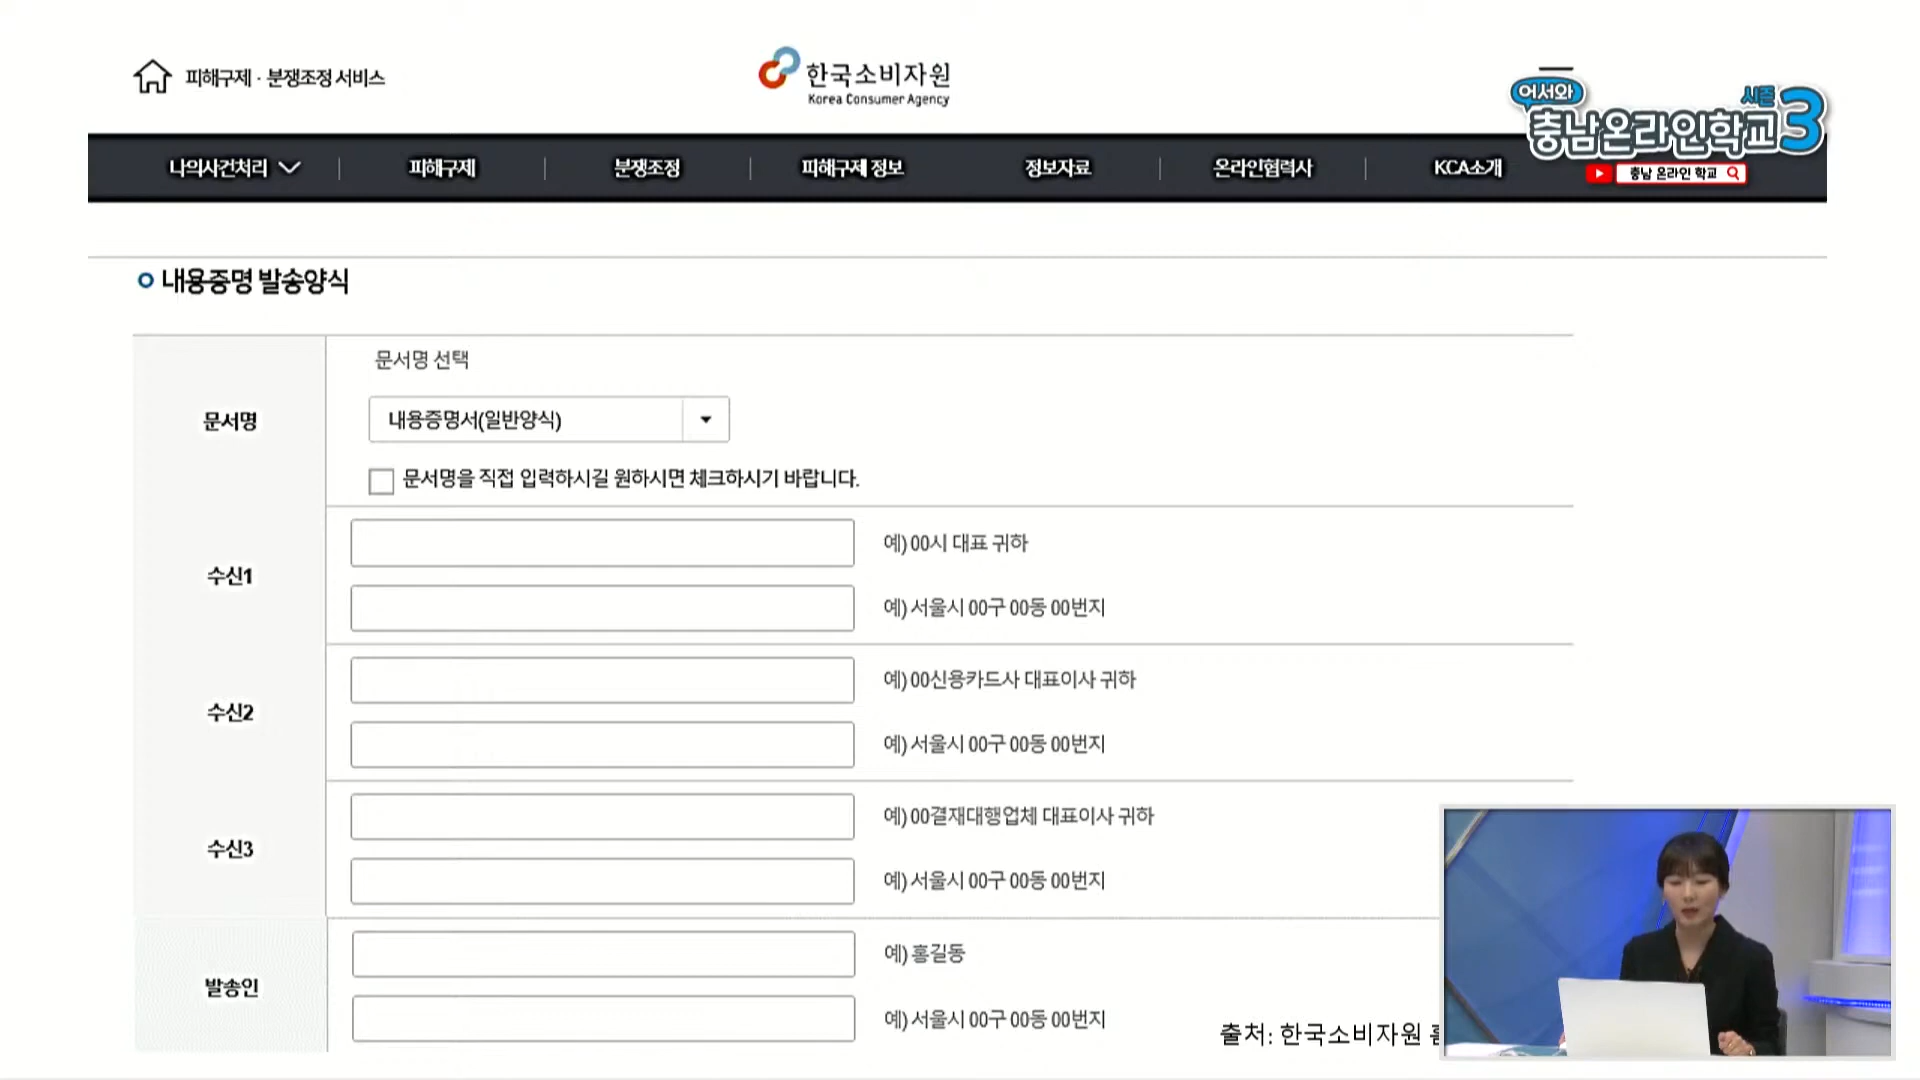 피해구제 · 분쟁조정 서비스
한국소비자원
Korea Consumer Agency
어서와
시즌3
충남온라인학교
충남 온라인 학교
나의사건처리
피해구제
분쟁조정
피해구제 정보
정보자료
온라인협력사
KCA소개
내용증명 발송양식
문서명
문서명 선택
내용증명서(일반양식)
문서명을 직접 입력하시길 원하시면 체크하시기 바랍니다.
수신1
예) 00시 대표 귀하
예) 서울시 00구 00동 00번지
수신2
예) 00신용카드사 대표이사 귀하
예) 서울시 00구 00동 00번지
수신3
예) 00결재대행업체 대표이사 귀하
예) 서울시 00구 00동 00번지
발송인
예) 홍길동
예) 서울시 00구 00동 00번지
출처: 한국소비자원